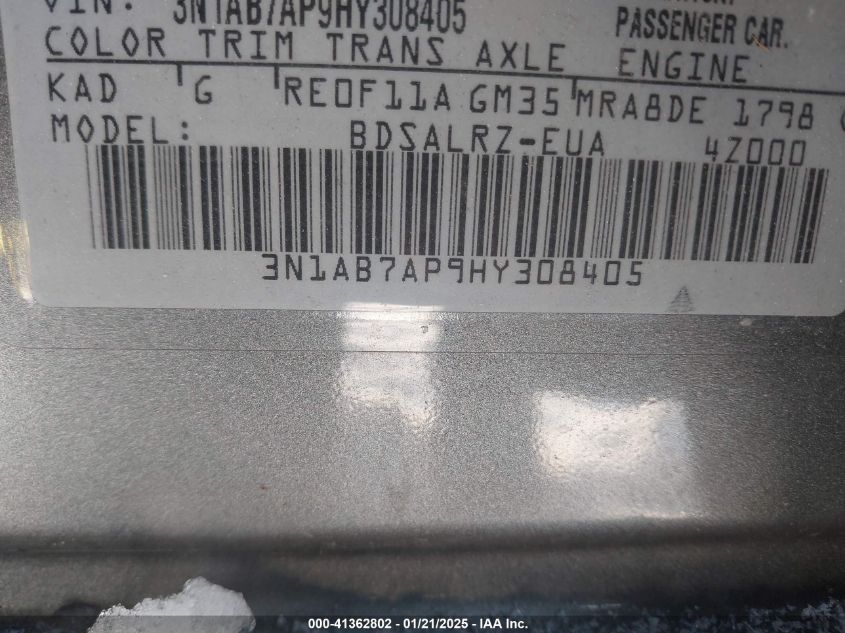 VIN: 3N1AB7AP9HY308405
PASSENGER CAR.
COLOR TRIM TRANS AXLE ENGINE
KAD G RE0F11A GM35 MRA8DE 1798
MODEL: BDSALRZ-EUA 4Z000
3N1AB7AP9HY308405
000-41362802 - 01/21/2025 - IAA Inc.